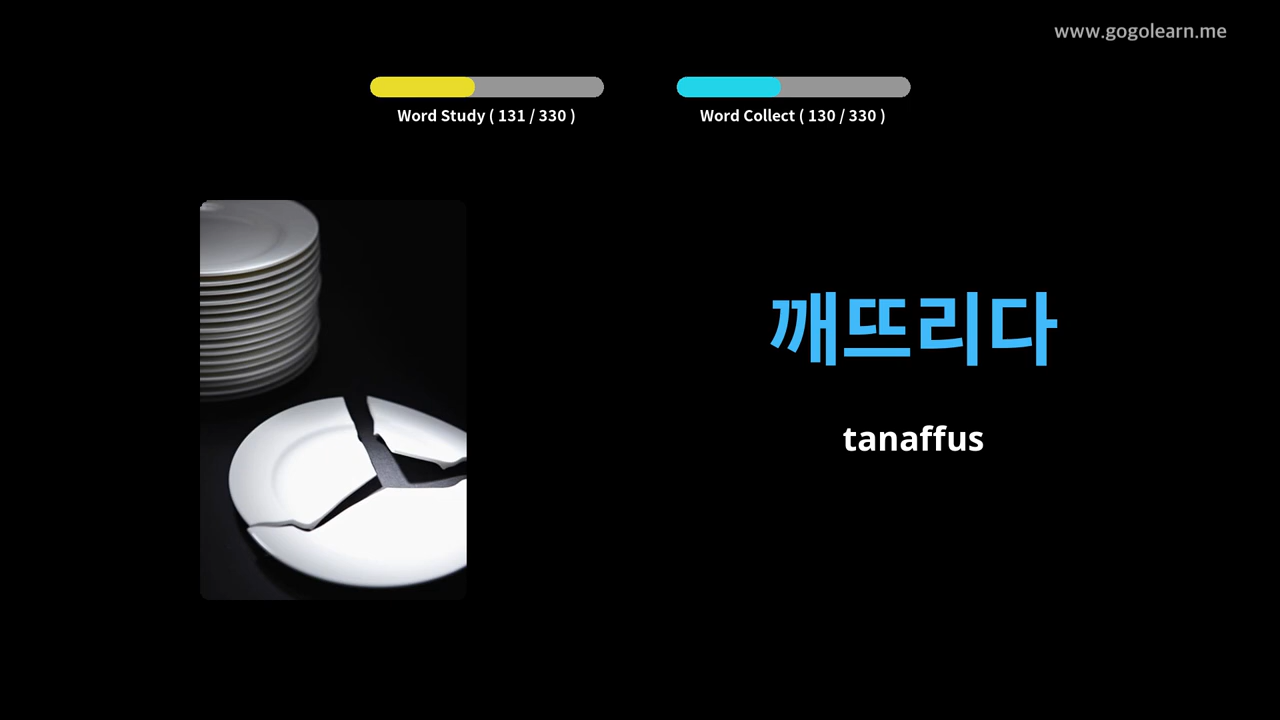 www.gogolearn.me
Word Study ( 131 / 330 )
Word Collect ( 130 / 330 )
깨뜨리다
tanaffus